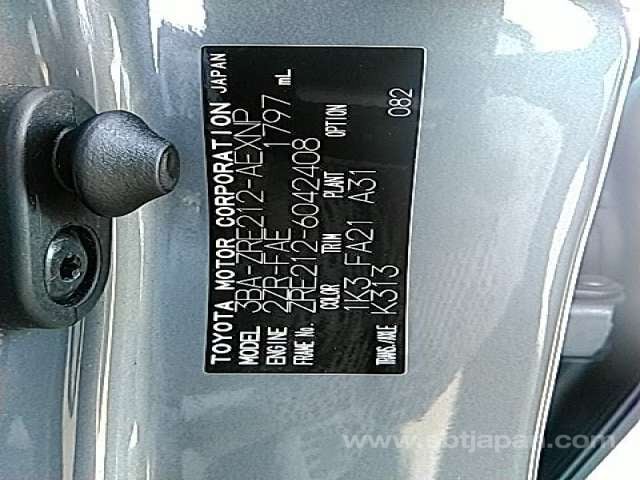 TOYOTA MOTOR CORPORATION JAPAN
MODEL 3BA-ZRE212-AEXNP
ENGINE 2ZR-FAE 1797 mL
FRAME No. ZRE212-6042408
COLOR TRIM PLANT OPTION
1K3 FA21 A31
TRANS./AXLE K313 082
www.sbtjapan.com